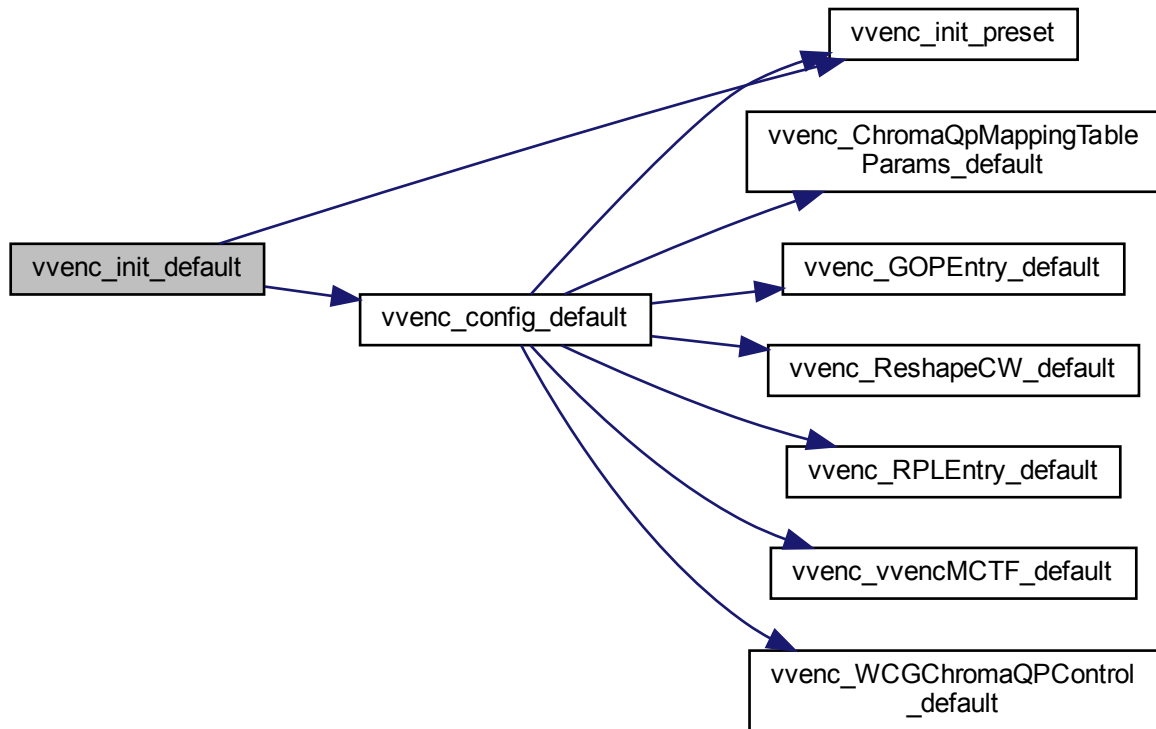 vvenc_init_preset
vvenc_ChromaQpMappingTable
Params_default
vvenc_init_default
vvenc_GOPEntry_default
vvenc_config_default
vvenc_ReshapeCW_default
vvenc_RPLEntry_default
vvenc_vvencMCTF_default
vvenc_WCGChromaQPControl
_default